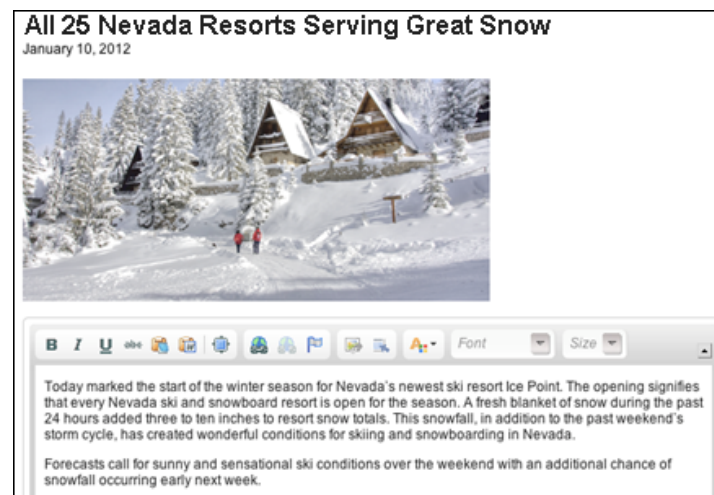 All 25 Nevada Resorts Serving Great Snow
January 10, 2012
B I U abc Font Size
Today marked the start of the winter season for Nevada's newest ski resort Ice Point. The opening signifies
that every Nevada ski and snowboard resort is open for the season. A fresh blanket of snow during the past
24 hours added three to ten inches to resort snow totals. This snowfall, in addition to the past weekend's
storm cycle, has created wonderful conditions for skiing and snowboarding in Nevada.
Forecasts call for sunny and sensational ski conditions over the weekend with an additional chance of
snowfall occurring early next week.